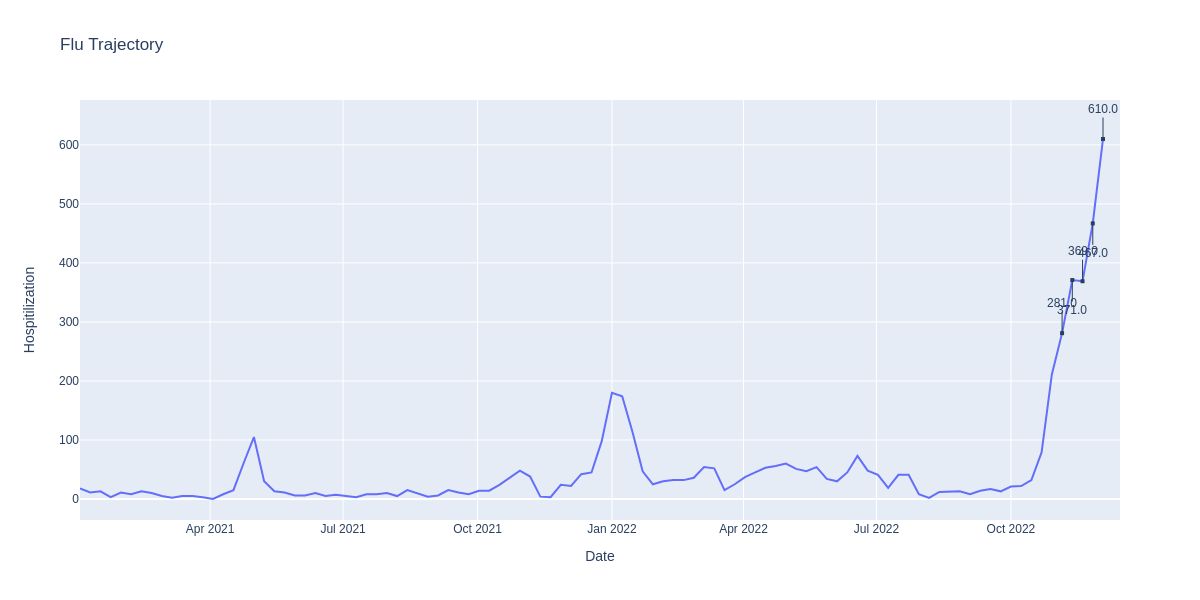 Flu Trajectory
610.0
600
500
369.0
467.0
400
281.0
371.0
300
200
100
0
Hospitilization
Apr 2021
Jul 2021
Oct 2021
Jan 2022
Apr 2022
Jul 2022
Oct 2022
Date